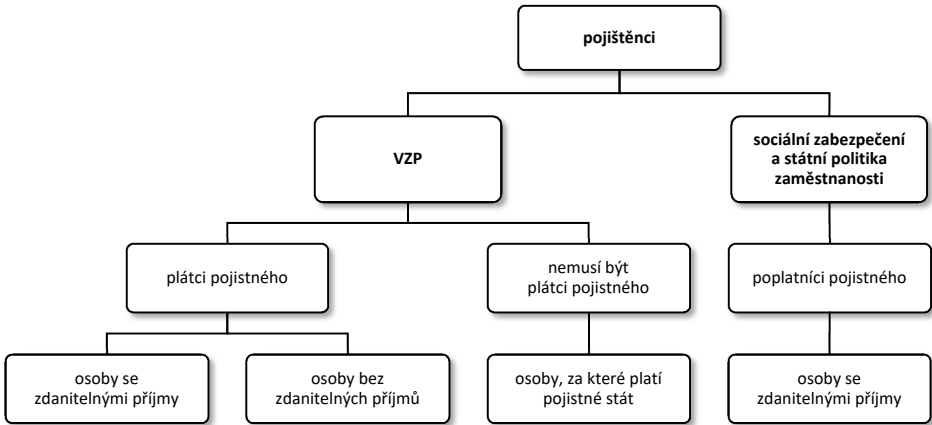 pojištěnci
VZP
sociální zabezpečení
a státní politika
zaměstnanosti
plátci pojistného
nemusí být
plátci pojistného
poplatníci pojistného
osoby se
zdanitelnými příjmy
osoby bez
zdanitelných příjmů
osoby, za které platí
pojistné stát
osoby se
zdanitelnými příjmy